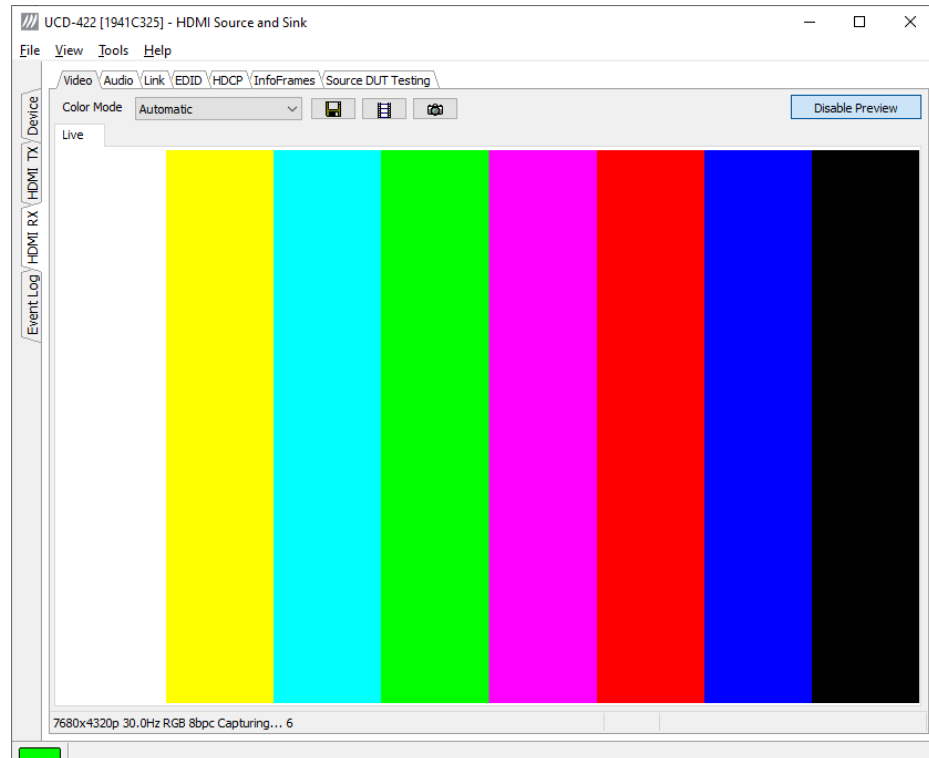 UCD-422 [1941C325] - HDMI Source and Sink
File View Tools Help
Video Audio Link EDID HDCP InfoFrames Source DUT Testing
Color Mode Automatic Disable Preview
Live
Device
HDMI TX
HDMI RX
Event Log
7680x4320p 30.0Hz RGB 8bpc Capturing... 6